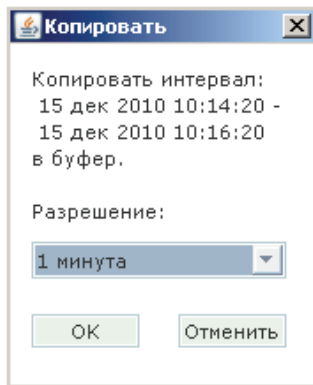 Копировать
Копировать интервал:
15 дек 2010 10:14:20 -
15 дек 2010 10:16:20
в буфер.
Разрешение:
1 минута
OK
Отменить